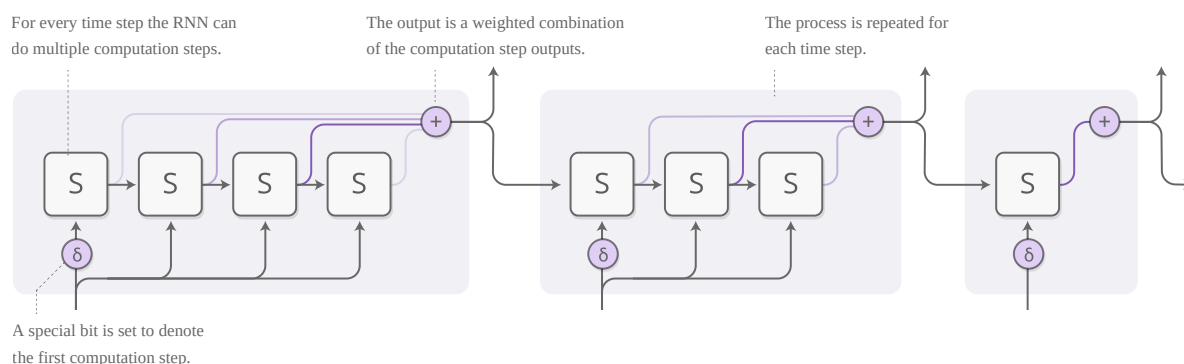 For every time step the RNN can
do multiple computation steps.
The output is a weighted combination
of the computation step outputs.
The process is repeated for
each time step.
+
+
+
S
S
S
S
S
S
S
S
δ
δ
δ
A special bit is set to denote
the first computation step.